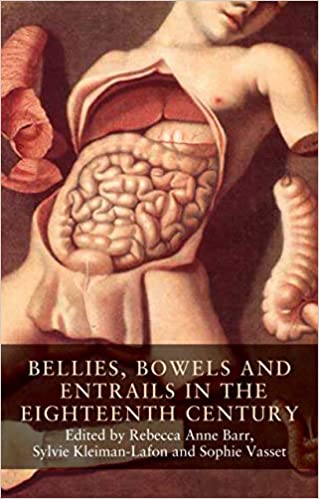 BELLIES, BOWELS AND
ENTRAILS IN THE
EIGHTEENTH CENTURY
Edited by Rebecca Anne Barr,
Sylvie Kleiman-Lafon and Sophie Vasset